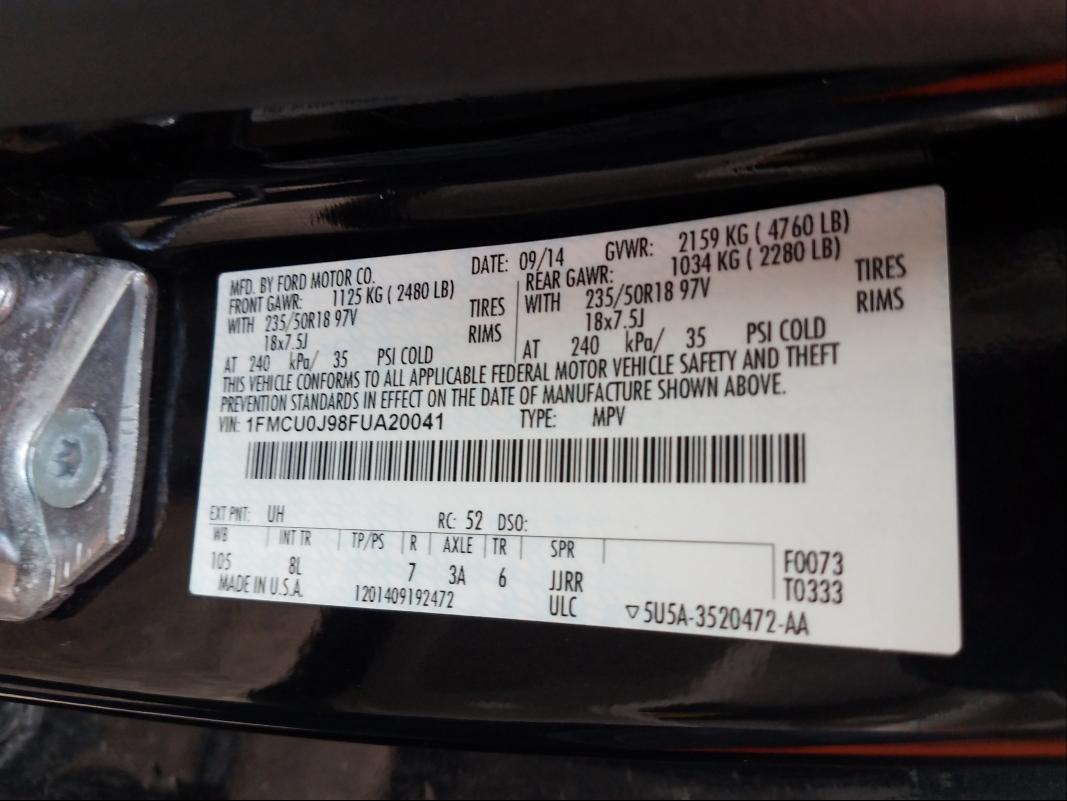 MFD. BY FORD MOTOR CO. DATE: 09/14 GVWR: 2159 KG ( 4760 LB)
FRONT GAWR: 1125 KG ( 2480 LB) REAR GAWR: 1034 KG ( 2280 LB)
WITH 235/50R18 97V TIRES WITH 235/50R18 97V TIRES
18x7.5J RIMS 18x7.5J RIMS
AT 240 kPa/ 35 PSI COLD AT 240 kPa/ 35 PSI COLD
THIS VEHICLE CONFORMS TO ALL APPLICABLE FEDERAL MOTOR VEHICLE SAFETY AND THEFT
PREVENTION STANDARDS IN EFFECT ON THE DATE OF MANUFACTURE SHOWN ABOVE.
VIN: 1FMCU0J98FUA20041 TYPE: MPV
EXT PNT: UH RC: 52 DSO:
WB INT TR TP/PS R AXLE TR SPR
105 8L 7 3A 6 JJRR F0073
MADE IN U.S.A. 1201409192472 ULC T0333
▽5U5A-3520472-AA